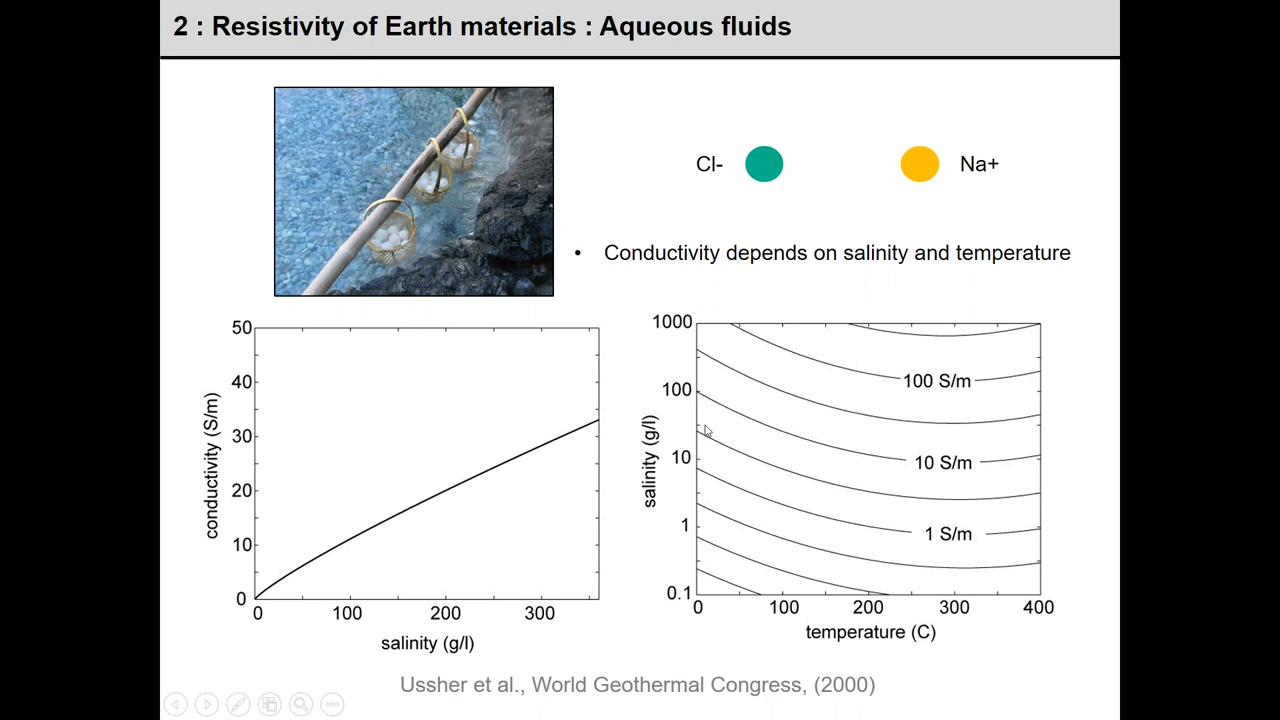 2 : Resistivity of Earth materials : Aqueous fluids
Cl-
Na+
• Conductivity depends on salinity and temperature
50
40
30
20
10
0
conductivity (S/m)
0 100 200 300
salinity (g/l)
1000
100
10
1
0.1
salinity (g/l)
100 S/m
10 S/m
1 S/m
0 100 200 300 400
temperature (C)
Ussher et al., World Geothermal Congress, (2000)